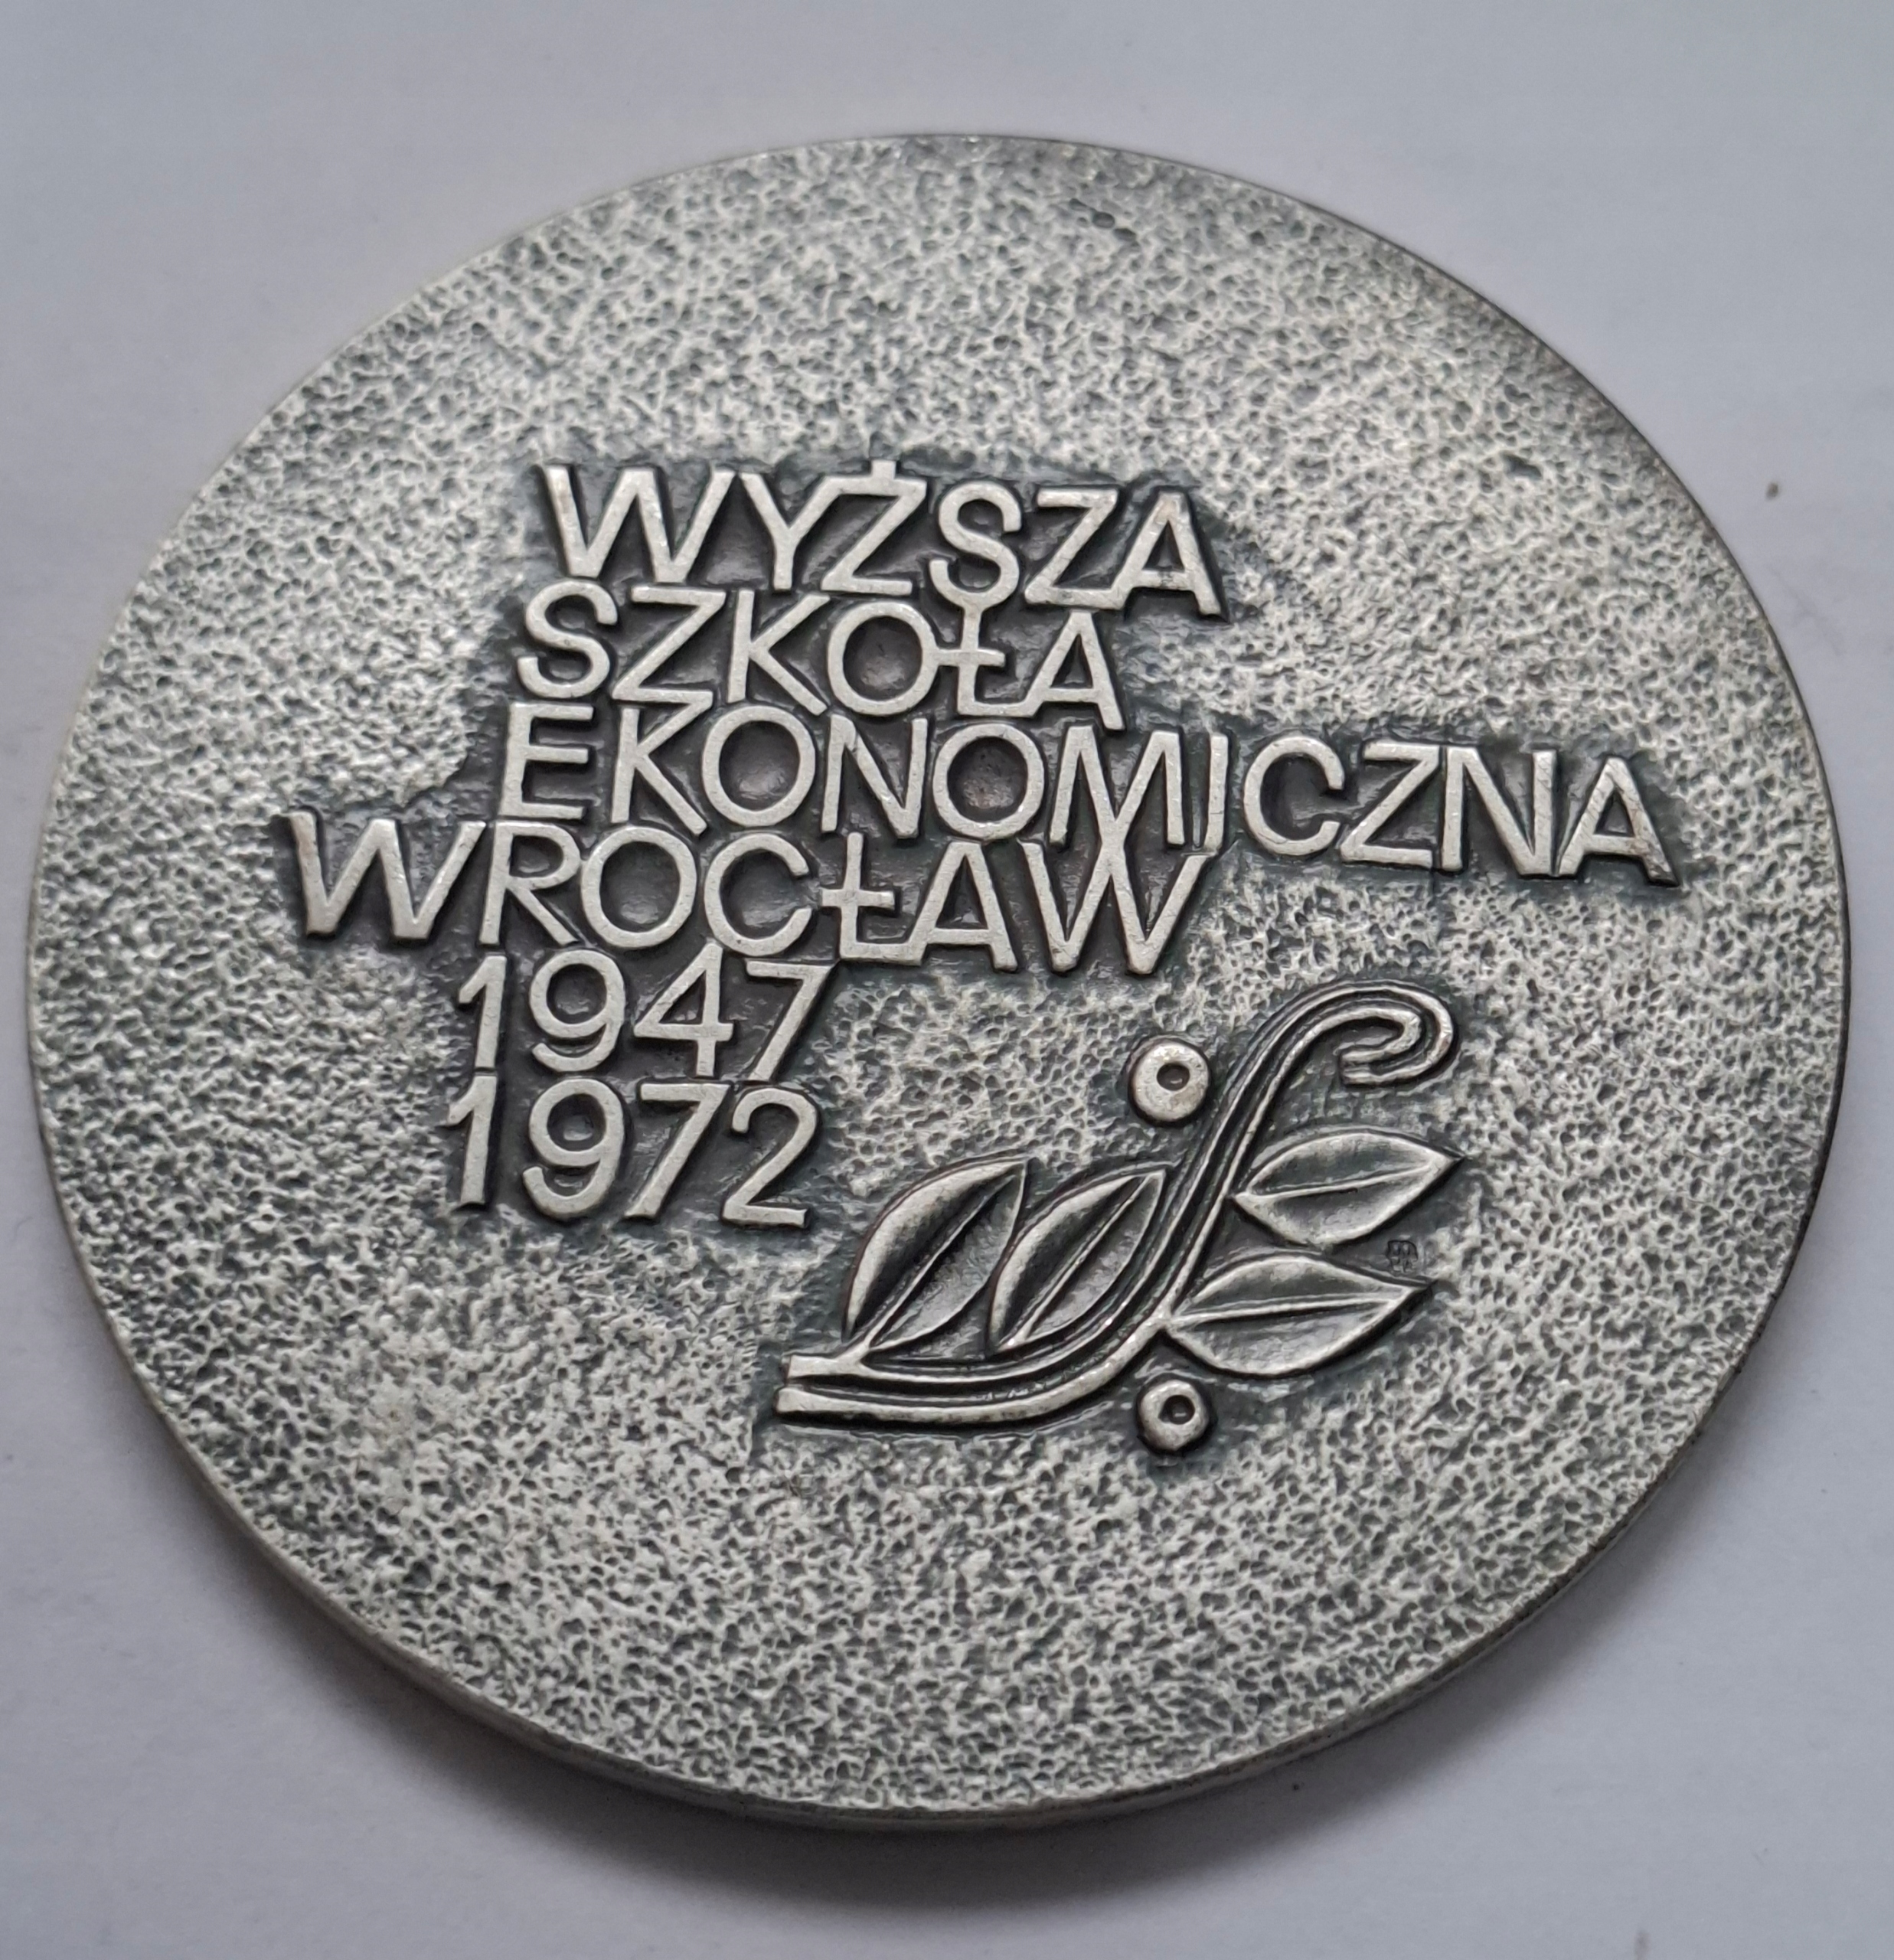 WYŻSZA
SZKOŁA
EKONOMICZNA
WROCŁAW
1947
1972